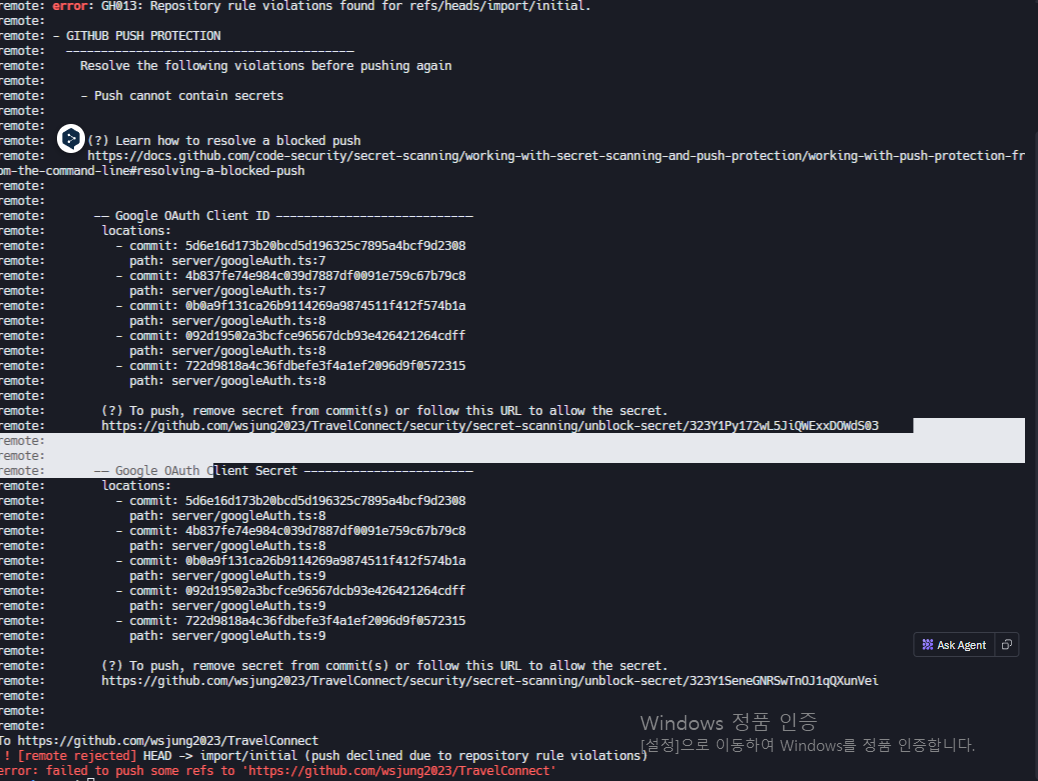 remote: error: GH013: Repository rule violations found for refs/heads/import/initial.
remote:
remote: - GITHUB PUSH PROTECTION
remote:   —————————————————————————————————————————
remote:     Resolve the following violations before pushing again
remote:
remote:     - Push cannot contain secrets
remote:
remote:
remote:      (?) Learn how to resolve a blocked push
remote:      https://docs.github.com/code-security/secret-scanning/working-with-secret-scanning-and-push-protection/working-with-push-protection-fr
om-the-command-line#resolving-a-blocked-push
remote:
remote:
remote:       —— Google OAuth Client ID ————————————————————————————
remote:        locations:
remote:          - commit: 5d6e16d173b20bcd5d196325c7895a4bcf9d2308
remote:            path: server/googleAuth.ts:7
remote:          - commit: 4b837fe74e984c039d7887df0091e759c67b79c8
remote:            path: server/googleAuth.ts:7
remote:          - commit: 0b0a9f131ca26b9114269a9874511f412f574b1a
remote:            path: server/googleAuth.ts:8
remote:          - commit: 092d19502a3bcfce96567dcb93e426421264cdff
remote:            path: server/googleAuth.ts:8
remote:          - commit: 722d9818a4c36fdbefe3f4a1ef2096d9f0572315
remote:            path: server/googleAuth.ts:8
remote:
remote:        (?) To push, remove secret from commit(s) or follow this URL to allow the secret.
remote:        https://github.com/wsjung2023/TravelConnect/security/secret-scanning/unblock-secret/323Y1Py172wL5JiQWExxDOWdS03
remote:
remote:
remote:       —— Google OAuth Client Secret ————————————————————————
remote:        locations:
remote:          - commit: 5d6e16d173b20bcd5d196325c7895a4bcf9d2308
remote:            path: server/googleAuth.ts:8
remote:          - commit: 4b837fe74e984c039d7887df0091e759c67b79c8
remote:            path: server/googleAuth.ts:8
remote:          - commit: 0b0a9f131ca26b9114269a9874511f412f574b1a
remote:            path: server/googleAuth.ts:9
remote:          - commit: 092d19502a3bcfce96567dcb93e426421264cdff
remote:            path: server/googleAuth.ts:9
remote:          - commit: 722d9818a4c36fdbefe3f4a1ef2096d9f0572315
remote:            path: server/googleAuth.ts:9
remote:
Ask Agent
remote:        (?) To push, remove secret from commit(s) or follow this URL to allow the secret.
remote:        https://github.com/wsjung2023/TravelConnect/security/secret-scanning/unblock-secret/323Y1SeneGNRSwTnOJ1qQXunVei
remote:
remote:
remote:
Windows 정품 인증
[설정]으로 이동하여 Windows를 정품 인증합니다.
To https://github.com/wsjung2023/TravelConnect
! [remote rejected] HEAD -> import/initial (push declined due to repository rule violations)
error: failed to push some refs to 'https://github.com/wsjung2023/TravelConnect'